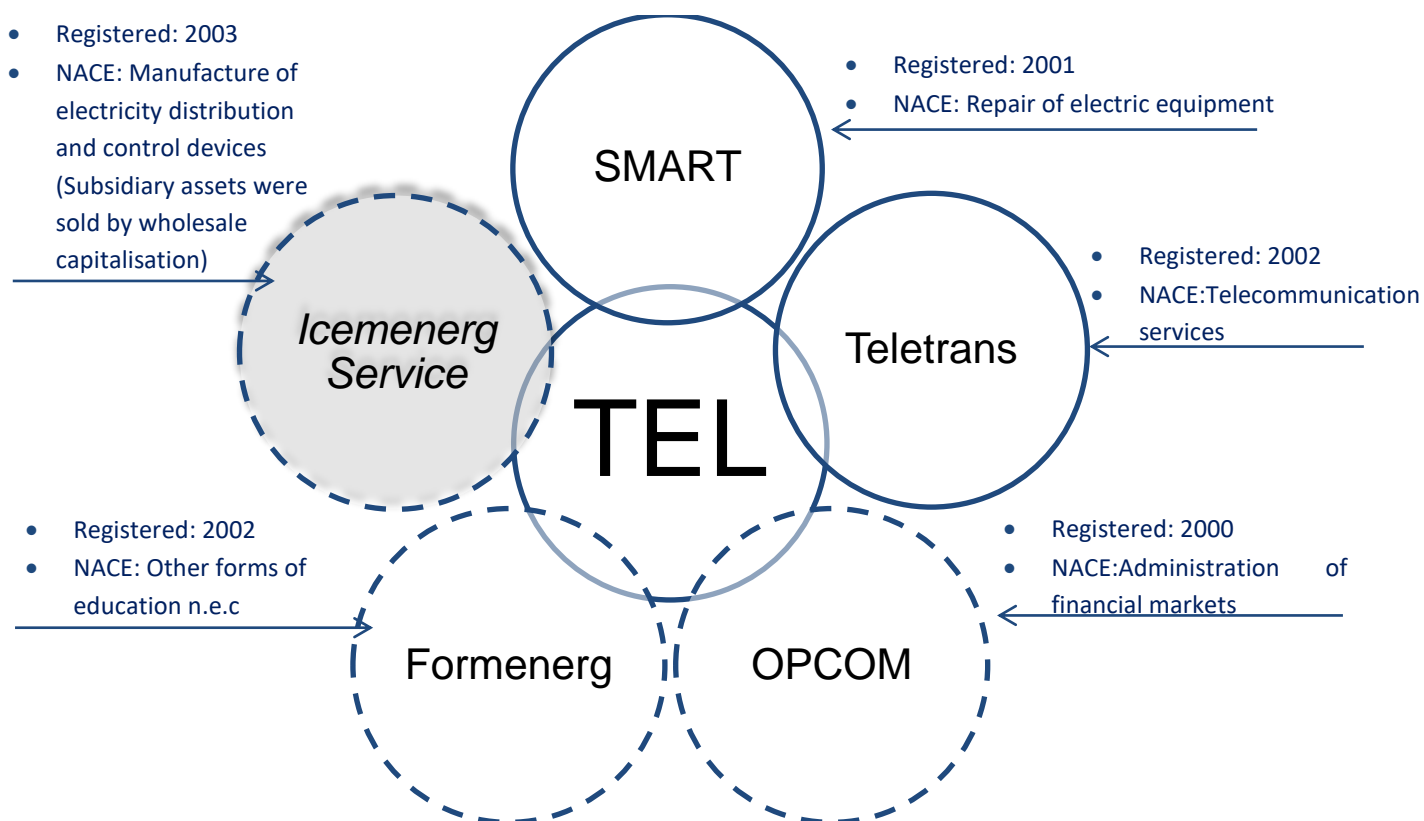 • Registered: 2003
• NACE: Manufacture of
electricity distribution
and control devices
(Subsidiary assets were
sold by wholesale
capitalisation)
• Registered: 2001
• NACE: Repair of electric equipment
SMART
• Registered: 2002
• NACE:Telecommunication
services
Icemenerg
Service
Teletrans
TEL
• Registered: 2002
• NACE: Other forms of
education n.e.c
• Registered: 2000
• NACE:Administration of
financial markets
Formenerg
OPCOM